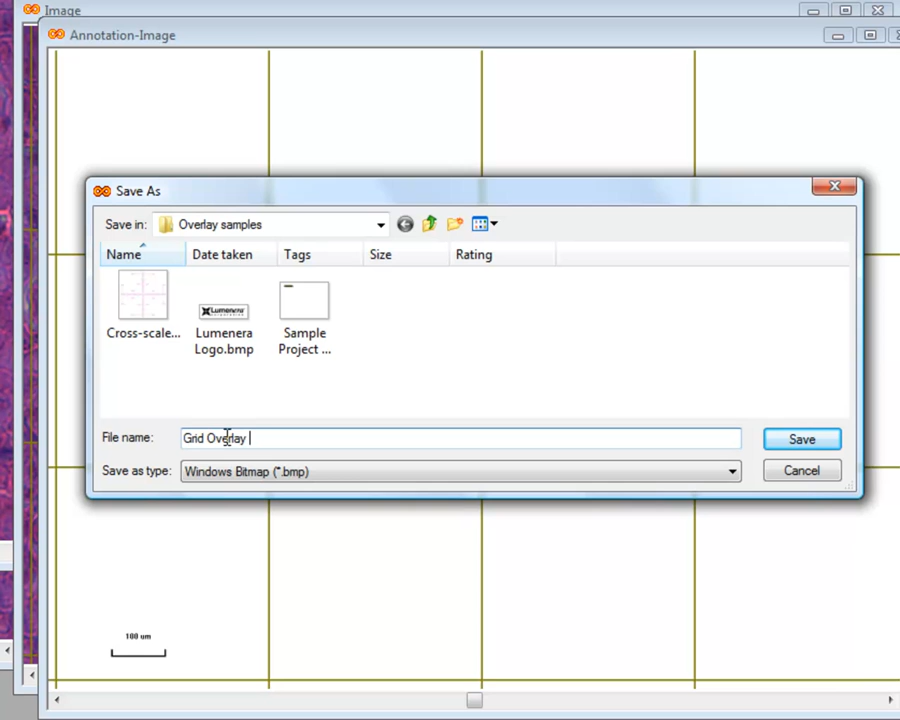 Image
Annotation-Image
Save As
Save in: Overlay samples
Name Date taken Tags Size Rating
Lumenera
Cross-scale... Lumenera Logo.bmp Sample Project ...
File name: Grid Overlay
Save
Save as type: Windows Bitmap (*.bmp)
Cancel
100 um